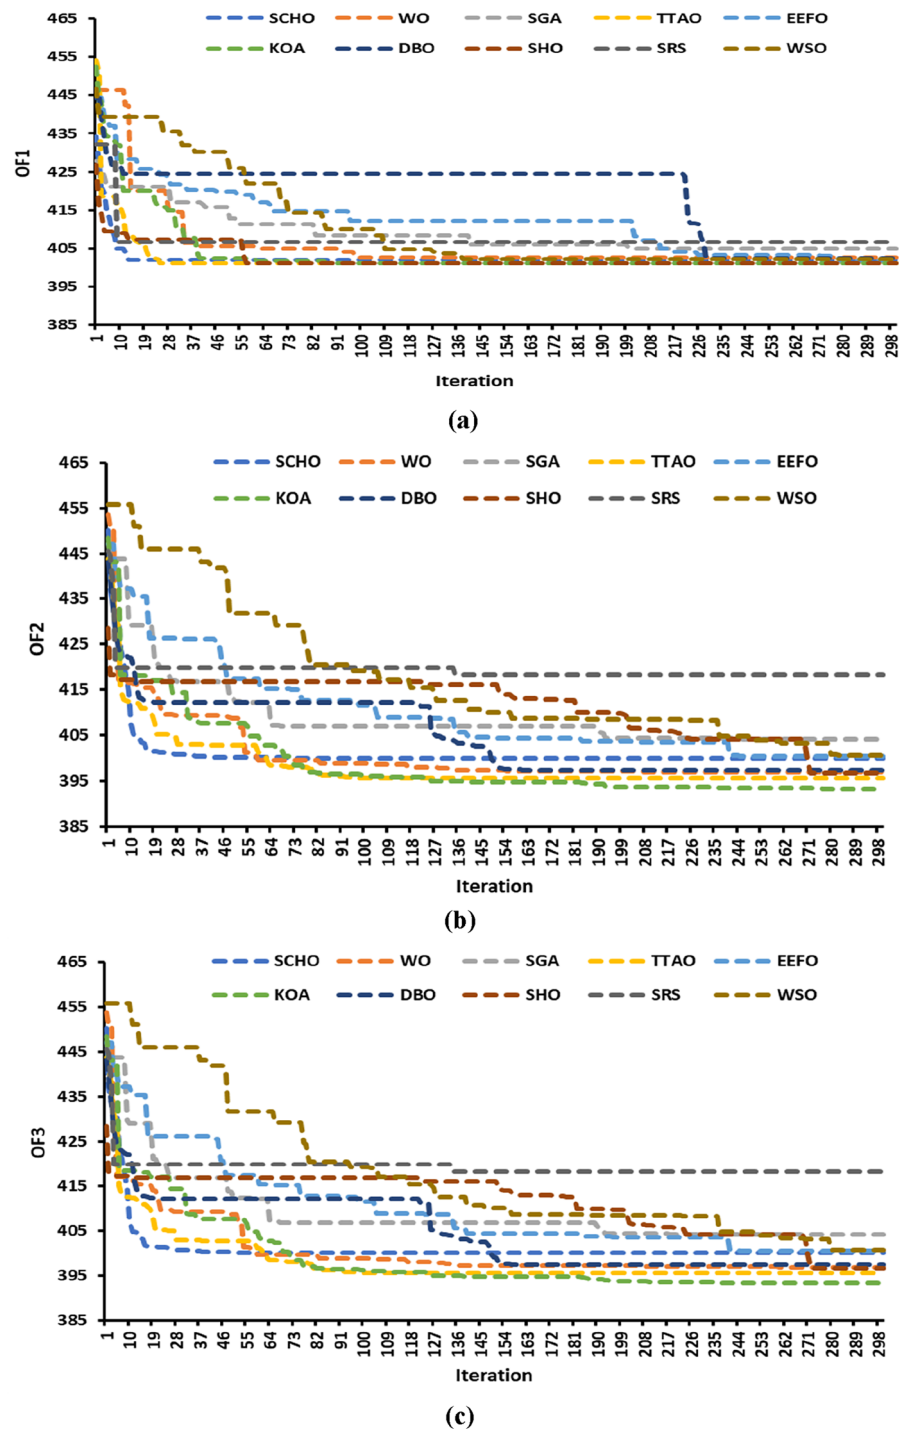 SCHO WO SGA TTAO EEFO
KOA DBO SHO SRS WSO
465
455
445
435
425
415
405
395
385
OF1
1 10 19 28 37 46 55 64 73 82 91 100 109 118 127 136 145 154 163 172 181 190 199 208 217 226 235 244 253 262 271 280 289 298
Iteration
(a)
SCHO WO SGA TTAO EEFO
KOA DBO SHO SRS WSO
465
455
445
435
425
415
405
395
385
OF2
1 10 19 28 37 46 55 64 73 82 91 100 109 118 127 136 145 154 163 172 181 190 199 208 217 226 235 244 253 262 271 280 289 298
Iteration
(b)
SCHO WO SGA TTAO EEFO
KOA DBO SHO SRS WSO
465
455
445
435
425
415
405
395
385
OF3
1 10 19 28 37 46 55 64 73 82 91 100 109 118 127 136 145 154 163 172 181 190 199 208 217 226 235 244 253 262 271 280 289 298
Iteration
(c)